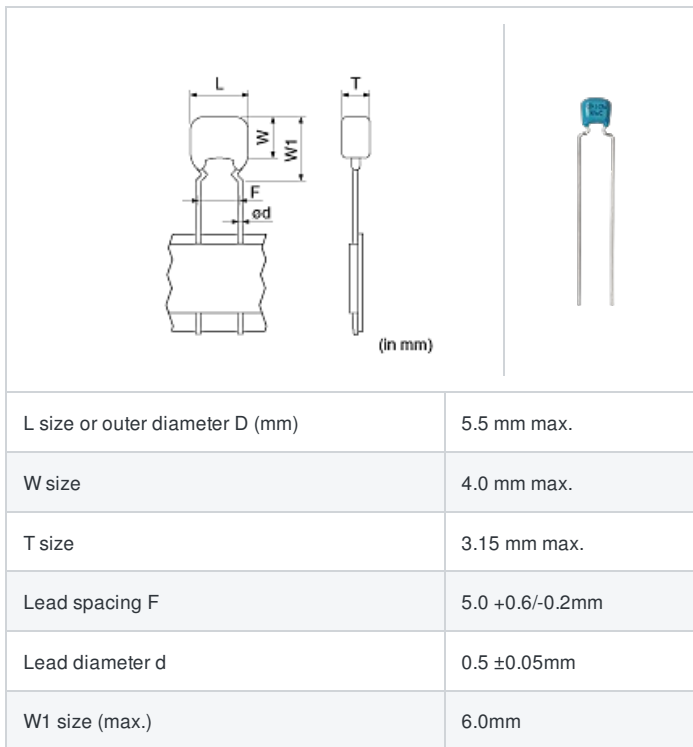 L
T
W
W1
F
ød
(in mm)
L size or outer diameter D (mm) 5.5 mm max.
W size 4.0 mm max.
T size 3.15 mm max.
Lead spacing F 5.0 +0.6/-0.2mm
Lead diameter d 0.5 ±0.05mm
W1 size (max.) 6.0mm